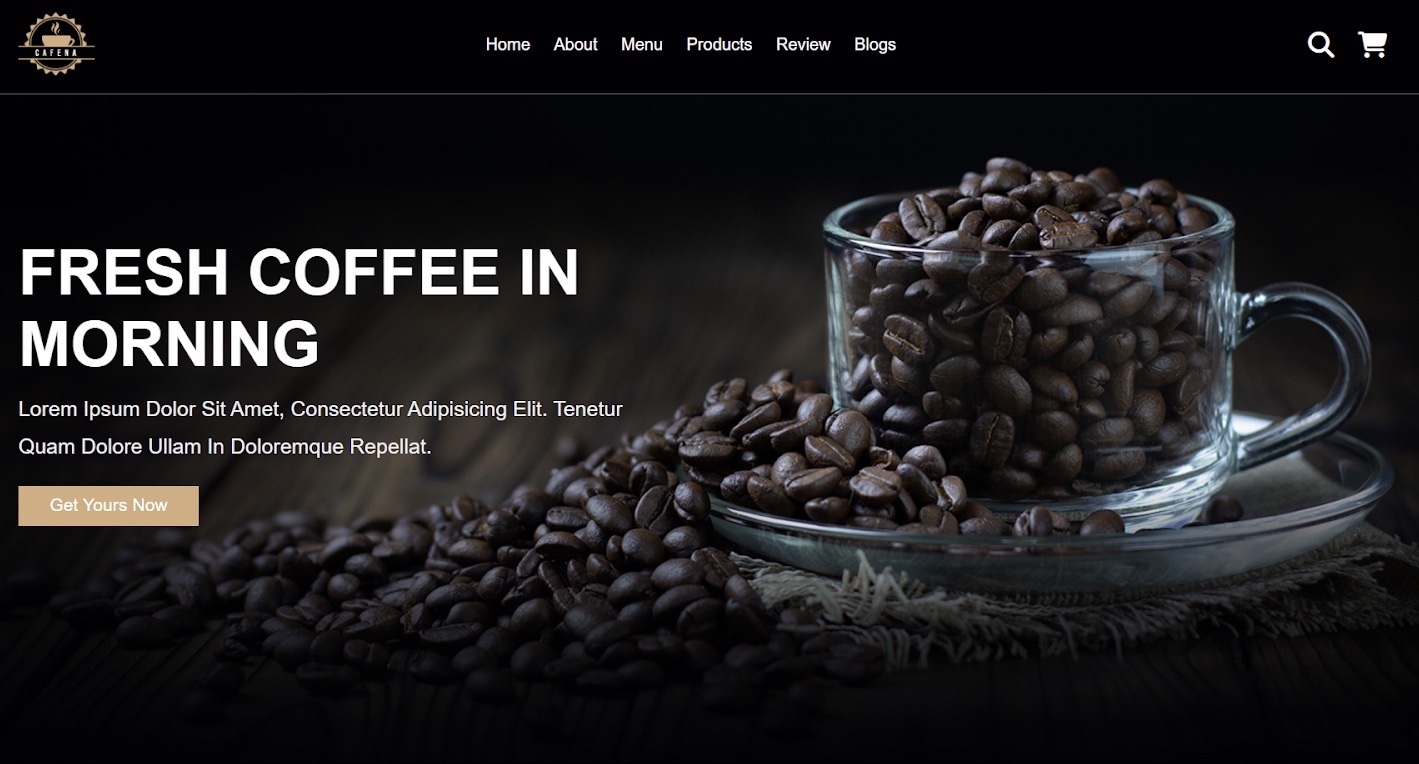 CAFENA
Home About Menu Products Review Blogs
FRESH COFFEE IN
MORNING
Lorem Ipsum Dolor Sit Amet, Consectetur Adipisicing Elit. Tenetur
Quam Dolore Ullam In Doloremque Repellat.
Get Yours Now